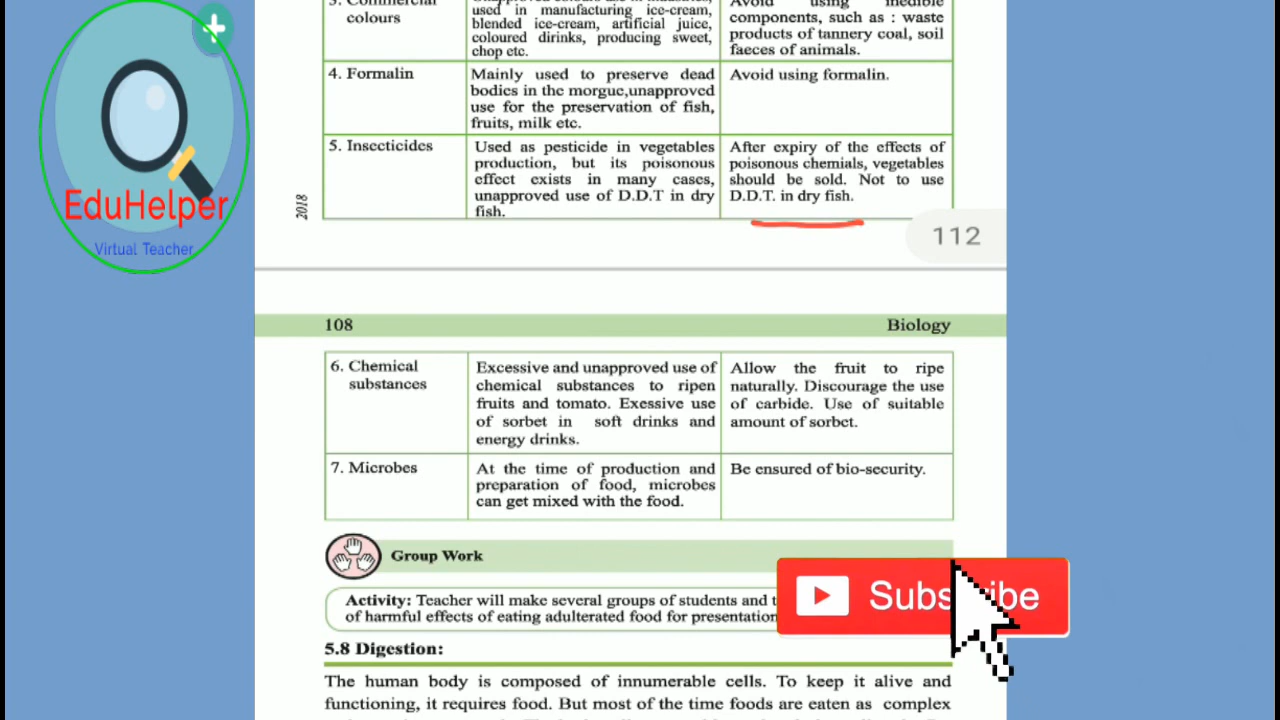 3. Commercial
colours
used in manufacturing ice-cream,
blended ice-cream, artificial juice,
coloured dirinks, producing sweet,
chop etc.
Avoid using inedible
components, such as : waste
products of tannery coal, soil
faeces of animals.
4. Formalin
Mainly used to preserve dead
bodies in the morgue,unapproved
use for the preservation of fish,
fruits, milk etc.
Avoid using formalin.
5. Insecticides
Used as pesticide in vegetables
production, but its poisonous
effect exists in many cases,
unapproved use of D.D.T in dry
fish.
After expiry of the effects of
poisonous chemials, vegetables
should be sold. Not to use
D.D.T. in dry fish.
2018
EduHelper
Virtual Teacher
112
108
Biology
6. Chemical
substances
Excessive and unapproved use of
chemical substances to ripen
fruits and tomato. Exessive use
of sorbet in soft drinks and
energy drinks.
Allow the fruit to ripe
naturally. Discourage the use
of carbide. Use of suitable
amount of sorbet.
7. Microbes
At the time of production and
preparation of food, microbes
can get mixed with the food.
Be ensured of bio-security.
Group Work
Activity: Teacher will make several groups of students and
of harmful effects of eating adulterated food for presentation
Subscribe
5.8 Digestion:
The human body is composed of innumerable cells. To keep it alive and
functioning, it requires food. But most of the time foods are eaten as complex